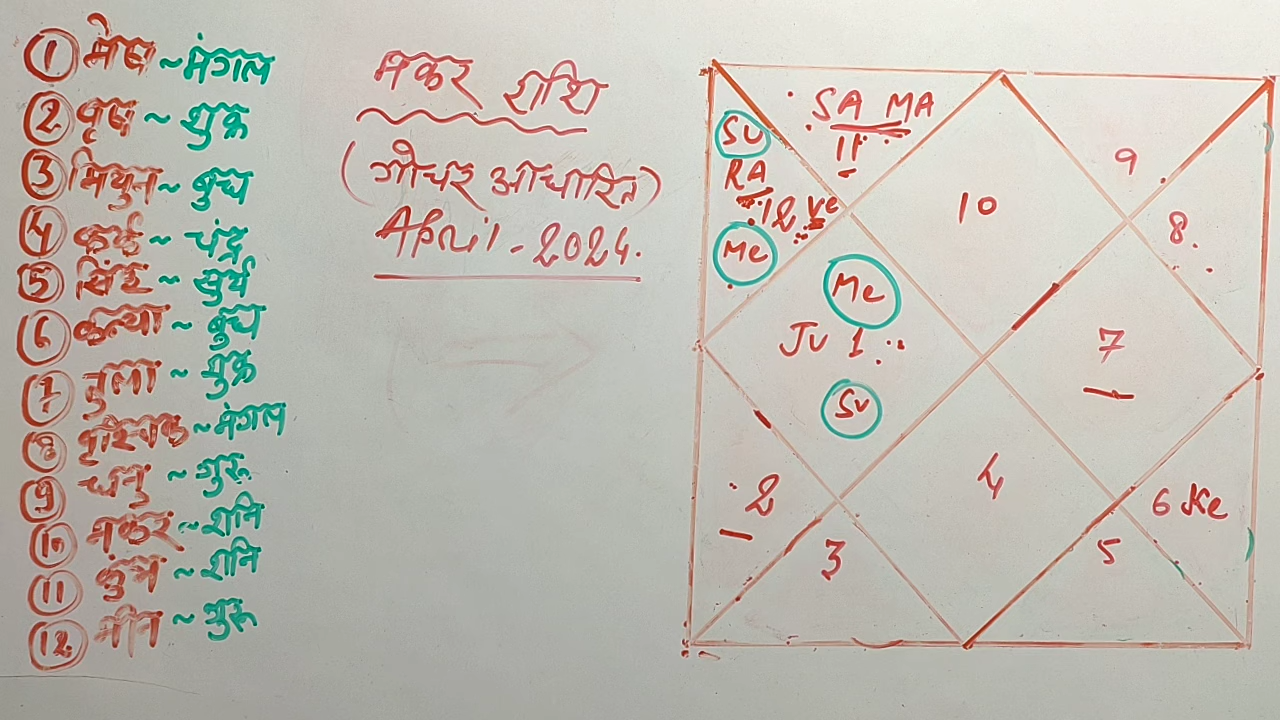 1 मेष ~ मंगल
2 वृष ~ शुक्र
3 मिथुन ~ बुध
4 कर्क ~ चंद्र
5 सिंह ~ सुर्य
6 कन्या ~ बुध
7 तुला ~ शुक्र
8 वृश्चिक ~ मंगल
9 धनु ~ गुरू
10 मकर ~ शनि
11 कुंभ ~ शनि
12 मीन ~ गुरू
मकर राशि
(गोचर आधारित)
April - 2024.
SA MA
11
SU
RA
12 Ve
Me
10
9
8
Me
JU 1
SU
7
2
3
4
5
6 Ke